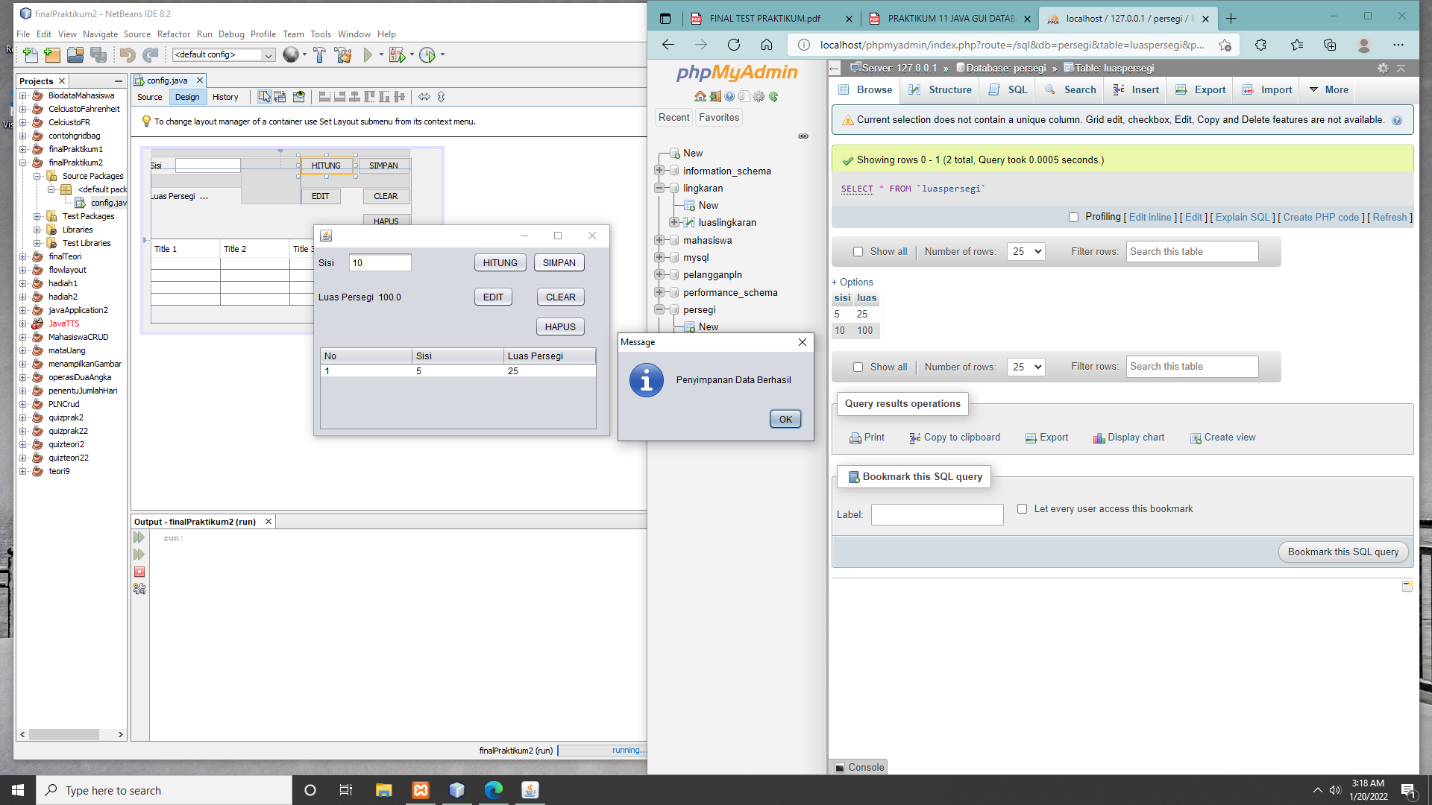 finalPraktikum2 - NetBeans IDE 8.2
File Edit View Navigate Source Refactor Run Debug Profile Team Tools Window Help
<default config>
Projects
BiodataMahasiswa
CelciustoFahrenheit
CelciustoFR
contohgridbag
finalPraktikum1
finalPraktikum2
Source Packages
<default pack
config.jav
Test Packages
Libraries
Test Libraries
finalTeori
flowlayout
hadiah1
hadiah2
javaApplication2
JavaTTS
MahasiswaCRUD
mataUang
menampilkanGambar
operasiDuaAngka
penentuJumlahHari
PLNCrud
quizprak2
quizprak22
quizteori2
quizteori22
teori9
config.java
Source Design History
To change layout manager of a container use Set Layout submenu from its context menu.
Sisi HITUNG SIMPAN
Luas Persegi ... EDIT CLEAR
HAPUS
Title 1 Title 2 Title 3
Sisi 10 HITUNG SIMPAN
Luas Persegi 100.0 EDIT CLEAR
HAPUS
No Sisi Luas Persegi
1 5 25
Message
Penyimpanan Data Berhasil
OK
Output - finalPraktikum2 (run)
run:
finalPraktikum2 (run) running...
FINAL TEST PRAKTIKUM.pdf
PRAKTIKUM 11 JAVA GUI DATABA
localhost / 127.0.0.1 / persegi / l
localhost/phpmyadmin/index.php?route=/sql&db=persegi&table=luaspersegi&p...
phpMyAdmin
Recent Favorites
New
information_schema
lingkaran
New
luaslingkaran
mahasiswa
mysql
pelangganpln
performance_schema
persegi
New
Server: 127.0.0.1 » Database: persegi » Table: luaspersegi
Browse Structure SQL Search Insert Export Import More
Current selection does not contain a unique column. Grid edit, checkbox, Edit, Copy and Delete features are not available.
Showing rows 0 - 1 (2 total, Query took 0.0005 seconds.)
SELECT * FROM `luaspersegi`
Profiling [ Edit inline ] [ Edit ] [ Explain SQL ] [ Create PHP code ] [ Refresh ]
Show all Number of rows: 25 Filter rows: Search this table
+ Options
sisi luas
5 25
10 100
Show all Number of rows: 25 Filter rows: Search this table
Query results operations
Print Copy to clipboard Export Display chart Create view
Bookmark this SQL query
Label: Let every user access this bookmark
Bookmark this SQL query
Console
Type here to search
3:18 AM
1/20/2022
1